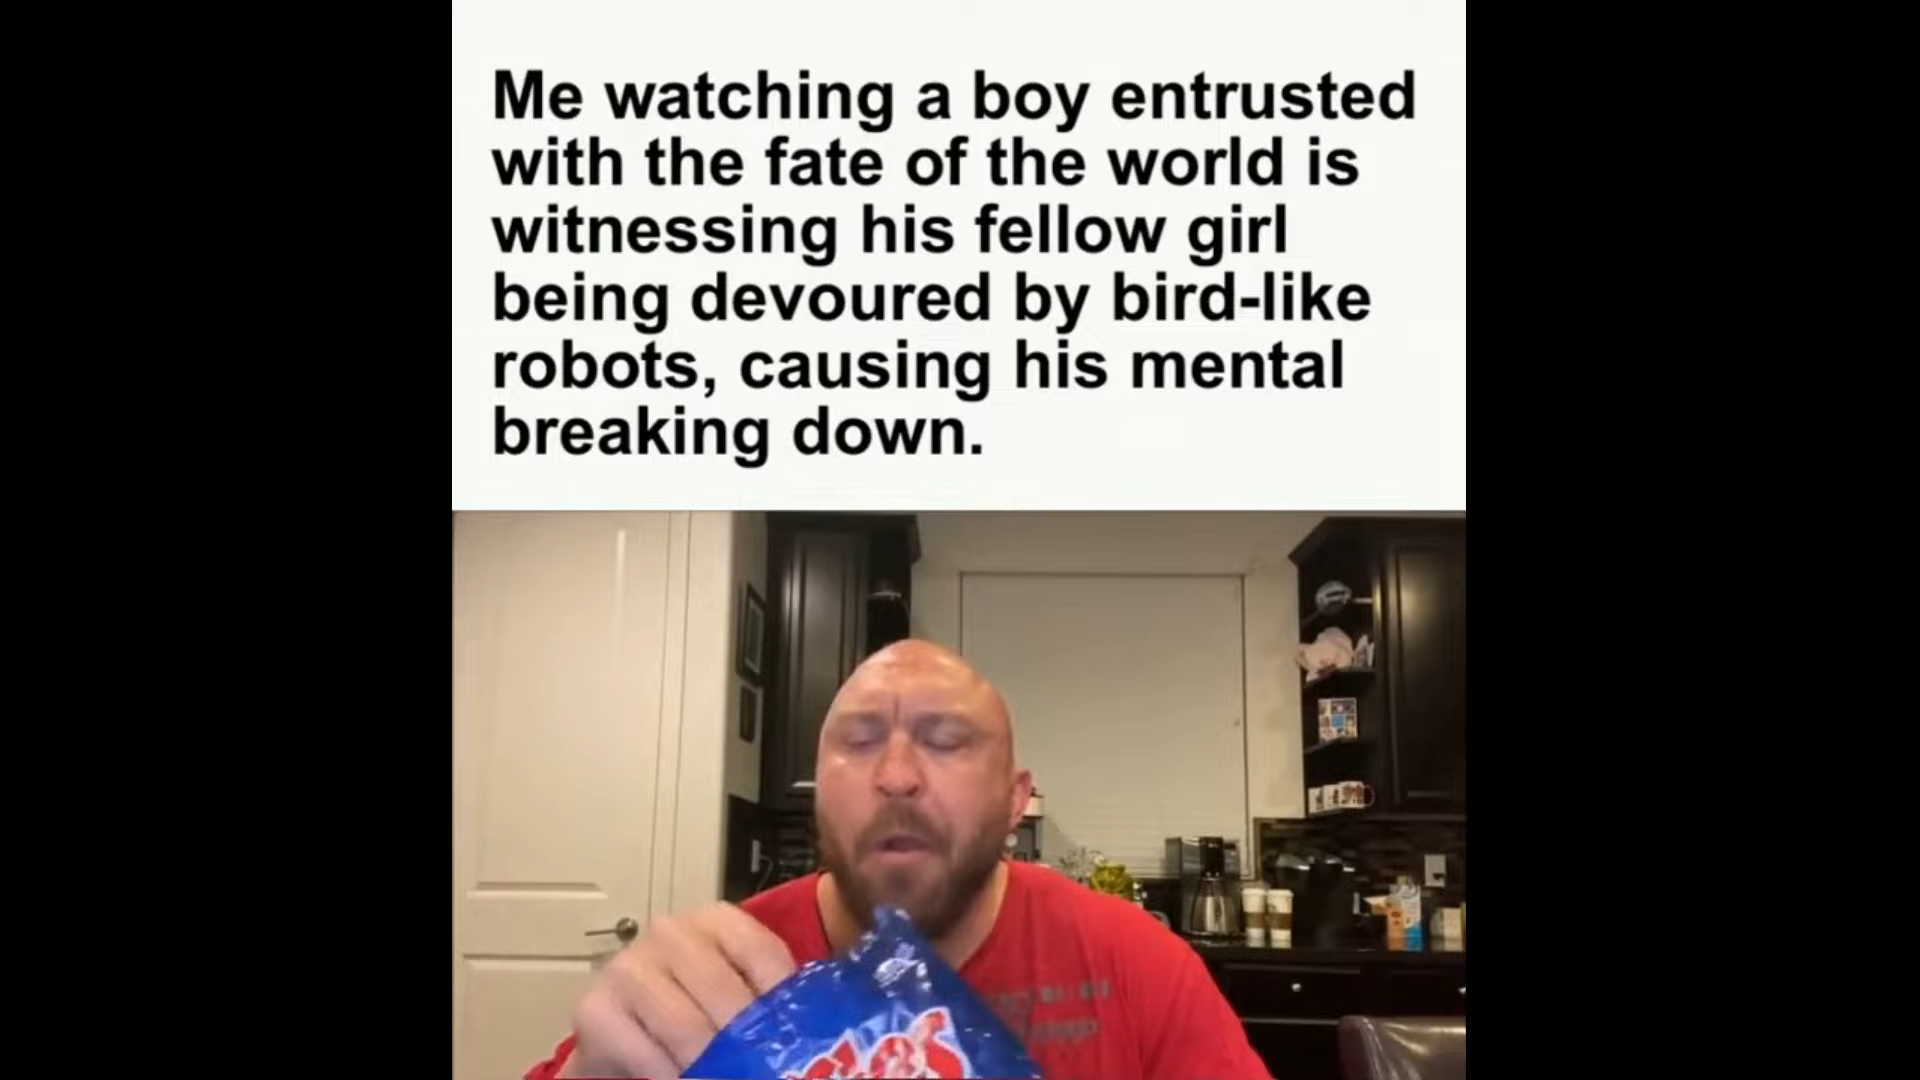 Me watching a boy entrusted
with the fate of the world is
witnessing his fellow girl
being devoured by bird-like
robots, causing his mental
breaking down.